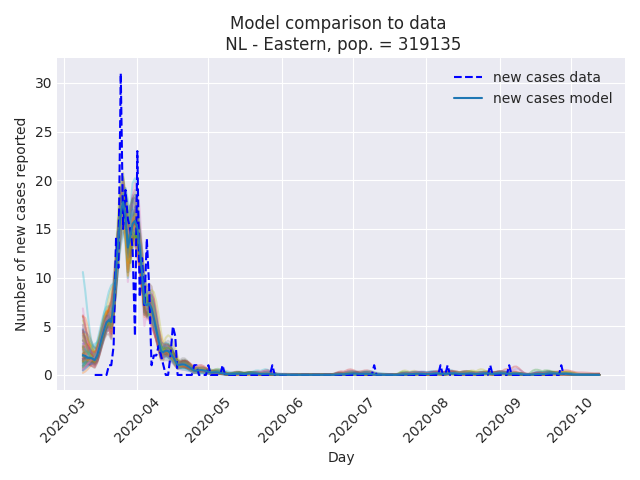 Model comparison to data
NL - Eastern, pop. = 319135
new cases data
new cases model
Number of new cases reported
30
25
20
15
10
5
0
2020-03
2020-04
2020-05
2020-06
2020-07
2020-08
2020-09
2020-10
Day